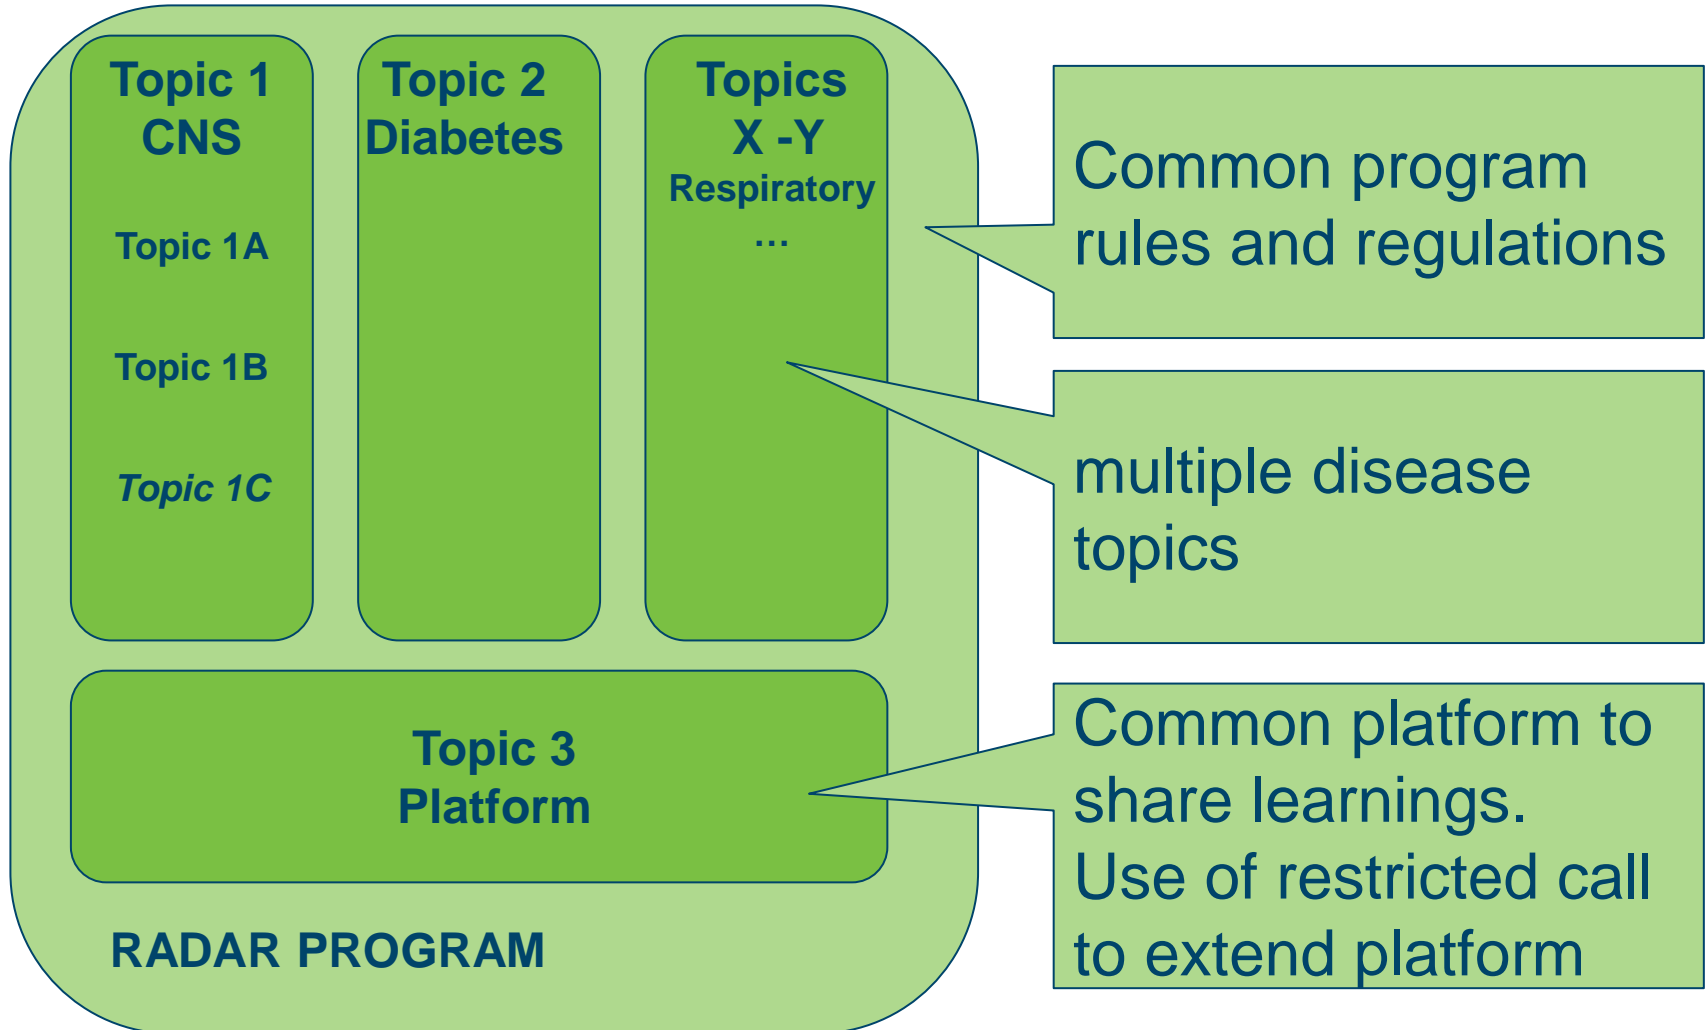 Topic 1
CNS
Topic 1A
Topic 1B
Topic 1C
Topic 2
Diabetes
Topics
X -Y
Respiratory
...
Topic 3
Platform
RADAR PROGRAM
Common program
rules and regulations
multiple disease
topics
Common platform to
share learnings.
Use of restricted call
to extend platform